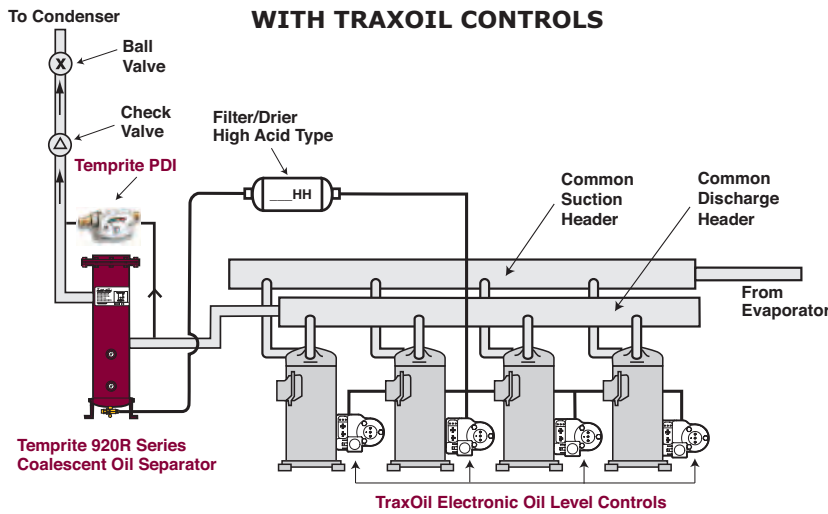 WITH TRAXOIL CONTROLS
To Condenser
Ball
Valve
X
Check
Valve
Temprite PDI
Filter/Drier
High Acid Type
___HH
Common
Suction
Header
Common
Discharge
Header
From
Evaporator
Temprite 920R Series
Coalescent Oil Separator
TraxOil Electronic Oil Level Controls